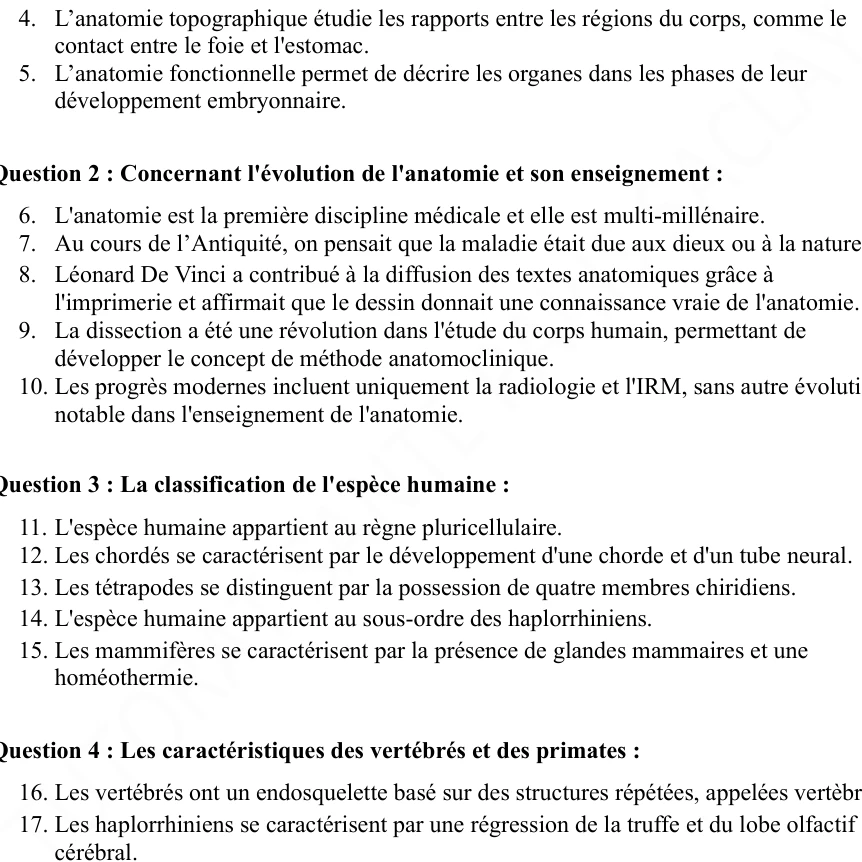 4. L’anatomie topographique étudie les rapports entre les régions du corps, comme le
contact entre le foie et l'estomac.
5. L’anatomie fonctionnelle permet de décrire les organes dans les phases de leur
développement embryonnaire.
Question 2 : Concernant l'évolution de l'anatomie et son enseignement :
6. L'anatomie est la première discipline médicale et elle est multi-millénaire.
7. Au cours de l’Antiquité, on pensait que la maladie était due aux dieux ou à la nature
8. Léonard De Vinci a contribué à la diffusion des textes anatomiques grâce à
l'imprimerie et affirmait que le dessin donnait une connaissance vraie de l'anatomie.
9. La dissection a été une révolution dans l'étude du corps humain, permettant de
développer le concept de méthode anatomoclinique.
10. Les progrès modernes incluent uniquement la radiologie et l'IRM, sans autre évoluti
notable dans l'enseignement de l'anatomie.
Question 3 : La classification de l'espèce humaine :
11. L'espèce humaine appartient au règne pluricellulaire.
12. Les chordés se caractérisent par le développement d'une chorde et d'un tube neural.
13. Les tétrapodes se distinguent par la possession de quatre membres chiridiens.
14. L'espèce humaine appartient au sous-ordre des haplorrhiniens.
15. Les mammifères se caractérisent par la présence de glandes mammaires et une
homéothermie.
Question 4 : Les caractéristiques des vertébrés et des primates :
16. Les vertébrés ont un endosquelette basé sur des structures répétées, appelées vertèbr
17. Les haplorrhiniens se caractérisent par une régression de la truffe et du lobe olfactif
cérébral.